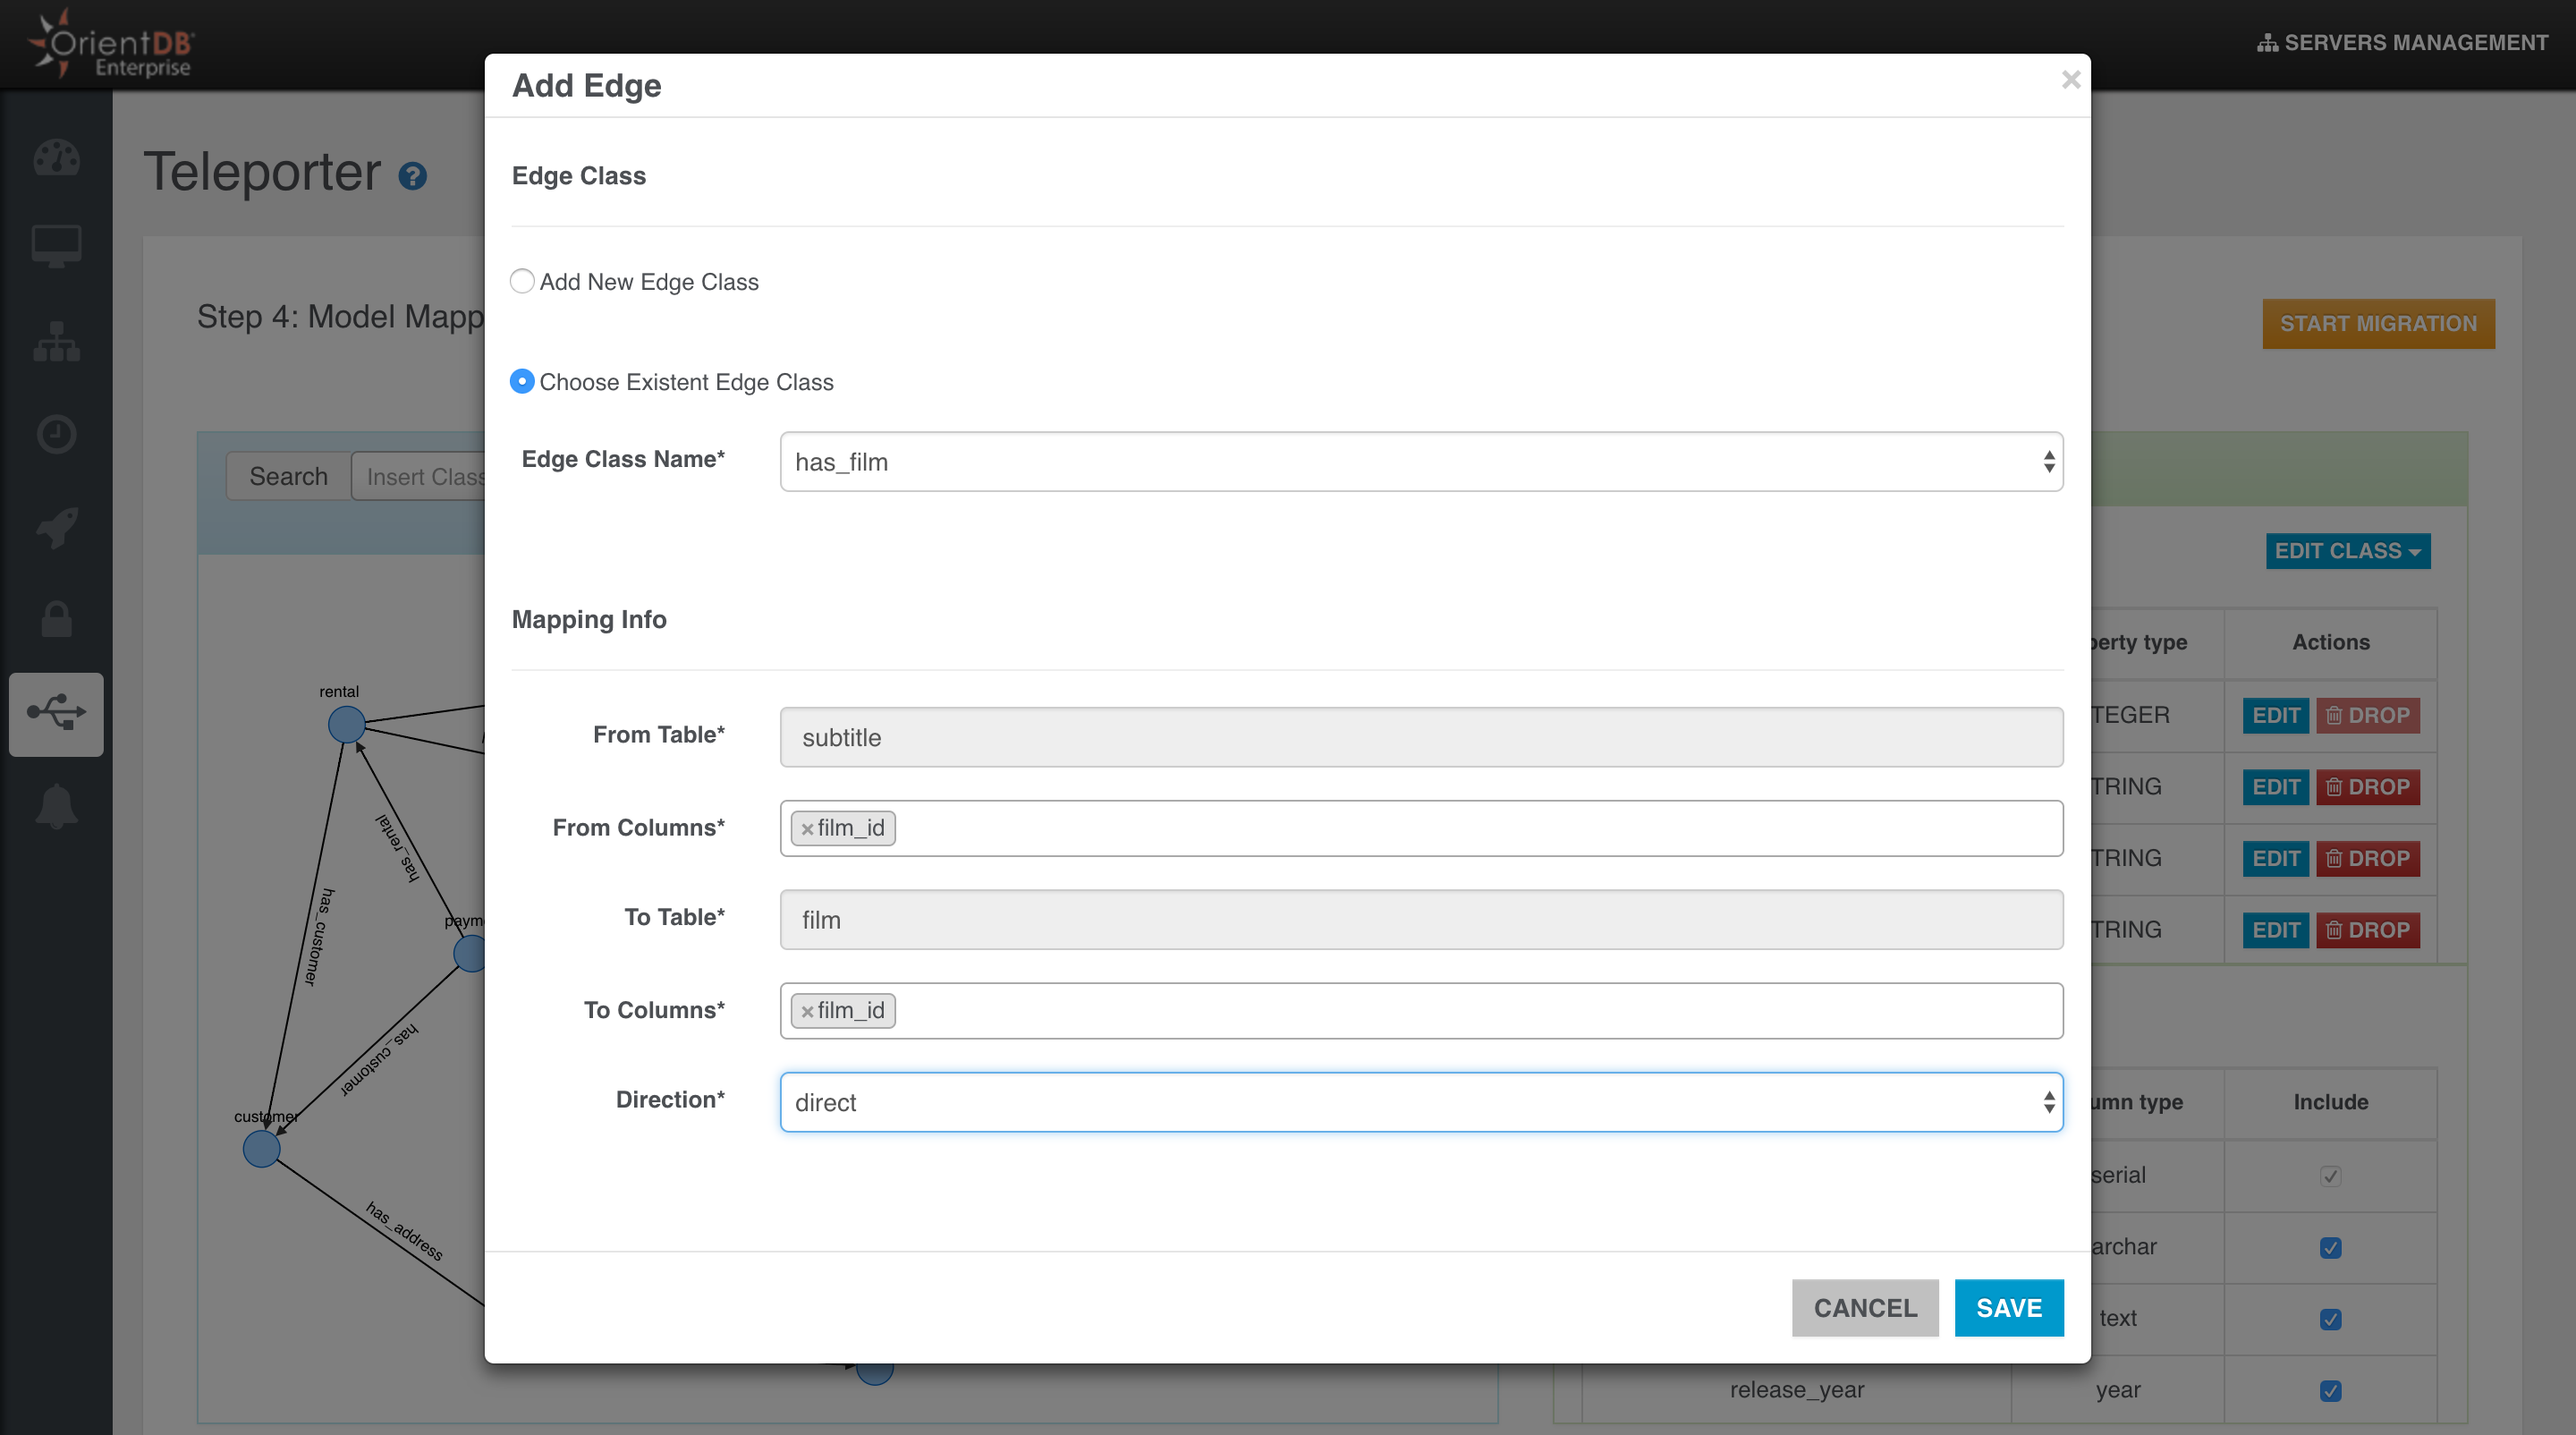 OrientDB
Enterprise
SERVERS MANAGEMENT
Add Edge
×
Teleporter ?
Edge Class
Add New Edge Class
Step 4: Model Mapp
START MIGRATION
Choose Existent Edge Class
Edge Class Name* has_film
Search Insert Class
EDIT CLASS
Mapping Info
perty type Actions
rental
From Table* subtitle
TEGER EDIT DROP
TRING EDIT DROP
From Columns* ×film_id
has_rental
TRING EDIT DROP
has_customer
payme
To Table* film
TRING EDIT DROP
To Columns* ×film_id
has_customer
Direction* direct
umn type Include
customer
serial
has_address
archar
CANCEL SAVE
text
release_year year